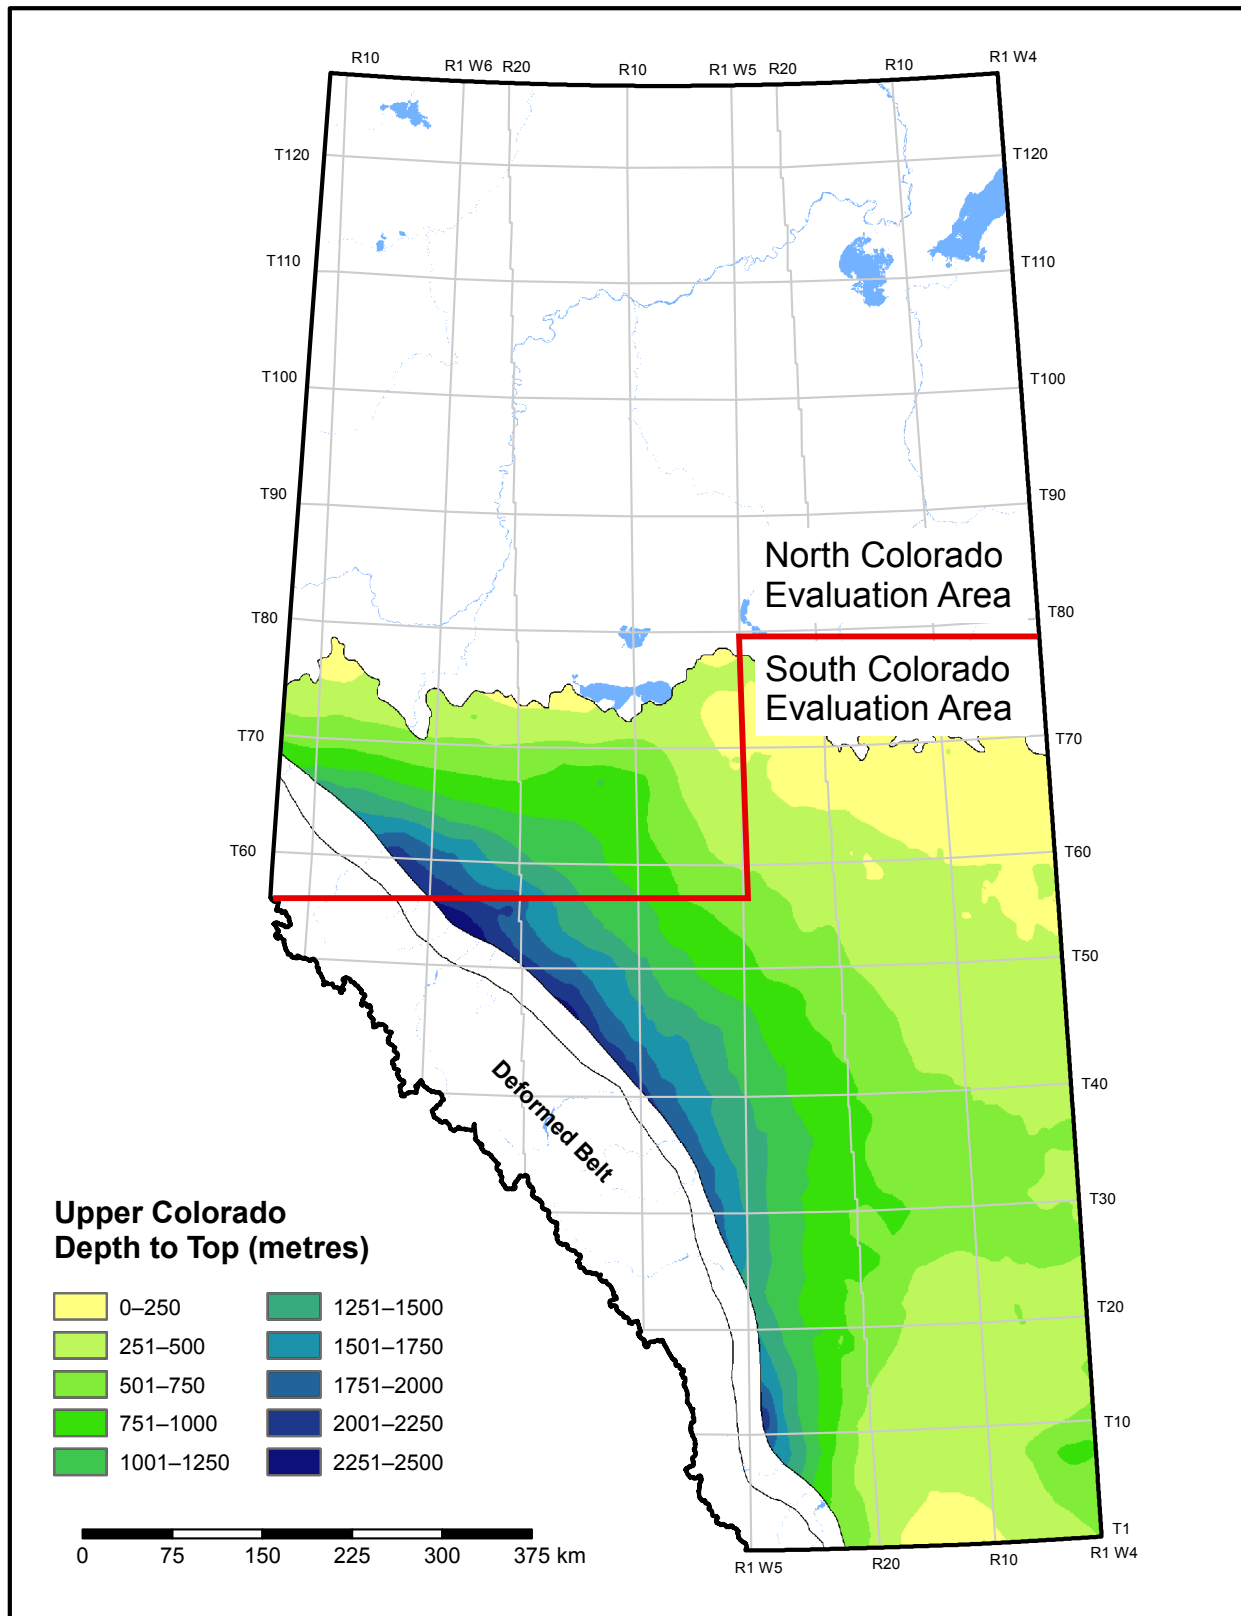 R10 R1 W6 R20 R10 R1 W5 R20 R10 R1 W4
T120 T120
T110 T110
T100 T100
T90 T90
North Colorado
Evaluation Area
T80 T80
South Colorado
Evaluation Area
T70 T70
T60 T60
T50
Deformed Belt
T40
T30
Upper Colorado
Depth to Top (metres)
0–250 1251–1500
T20
251–500 1501–1750
501–750 1751–2000
751–1000 2001–2250
T10
1001–1250 2251–2500
T1
0 75 150 225 300 375 km
R1 W5 R20 R10 R1 W4